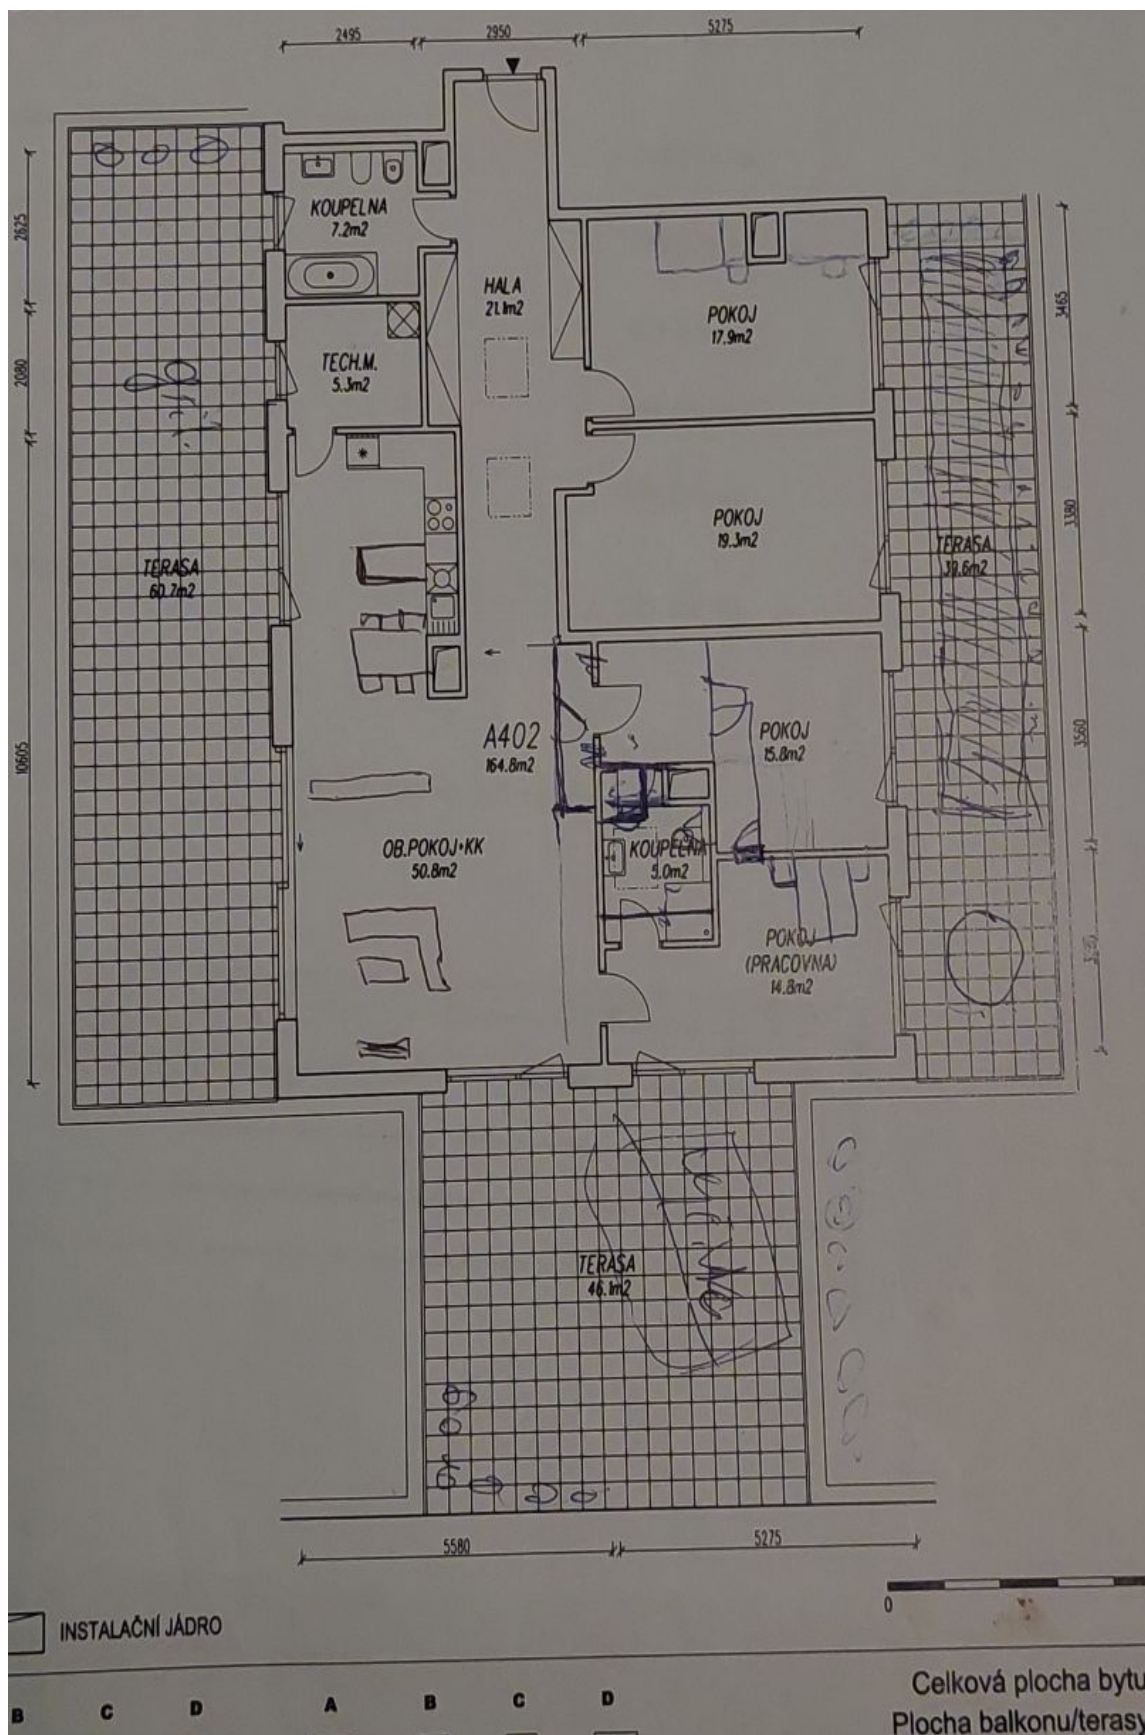 2495
2950
5275
KOUPELNA
7.2m2
2625
HALA
21.1m2
POKOJ
17.9m2
3465
TECH.M.
5.3m2
2080
POKOJ
19.3m2
3380
TERASA
60.7m2
TERASA
39.6m2
A402
164.8m2
POKOJ
15.8m2
3560
10605
OB.POKOJ+KK
50.8m2
KOUPELNA
5.0m2
POKOJ
(PRACOVNA)
14.8m2
TERASA
46.1m2
5580
5275
0
INSTALAČNÍ JÁDRO
Celková plocha bytu
Plocha balkonu/terasy
B C D A B C D